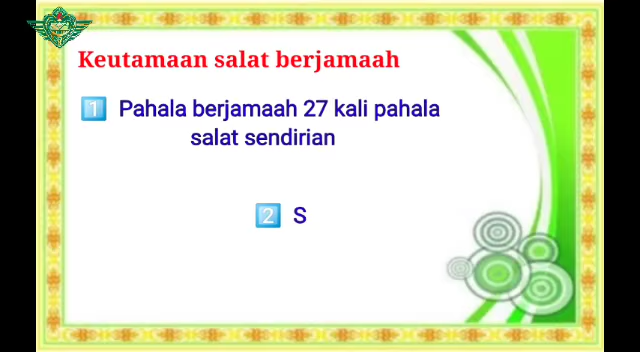 Keutamaan salat berjamaah
1 Pahala berjamaah 27 kali pahala
salat sendirian
2 S